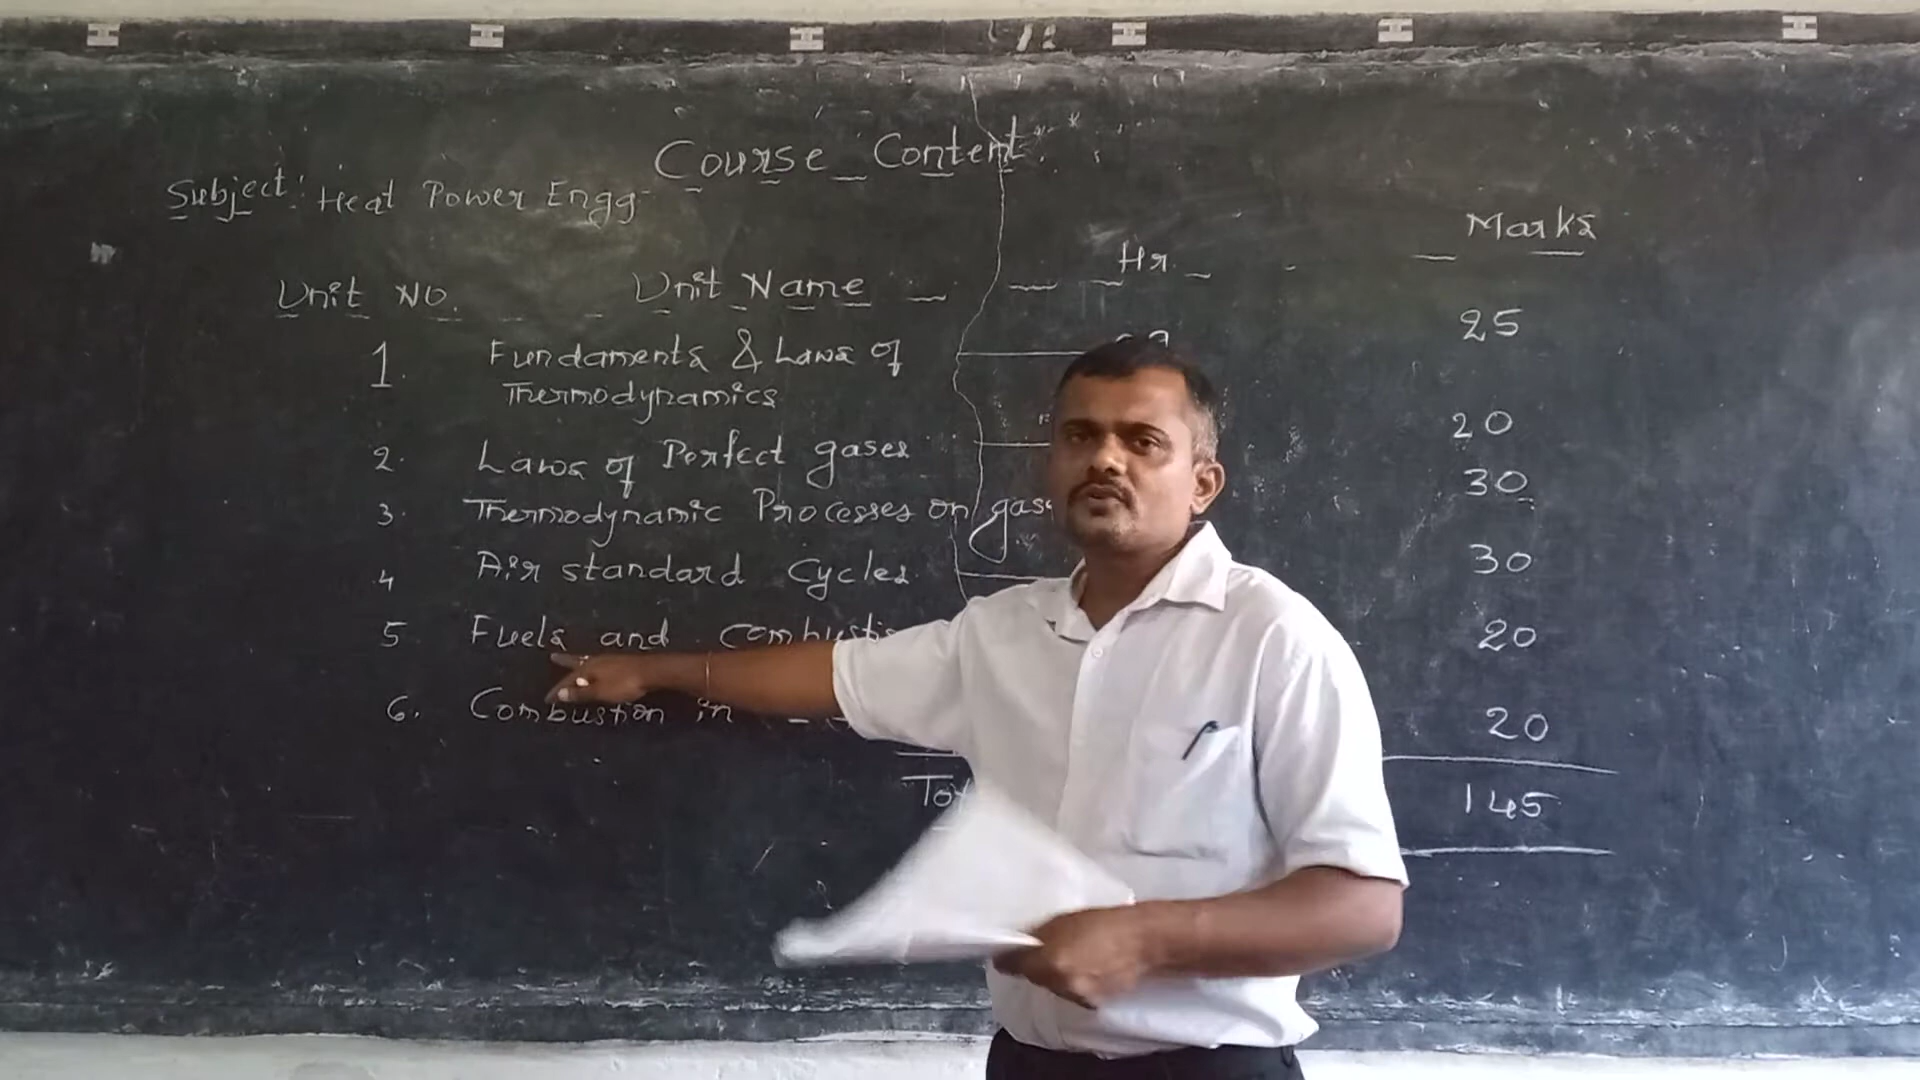 Course Content
Subject: Heat Power Engg
Unit No. Unit Name Hr. Marks
1. Fundaments & Laws of 25
Thermodynamics
2. Laws of Perfect gases 20
3. Thermodynamic Processes on 30
4 Air standard Cycles 30
5 Fuels and 20
6. Combustion in 20
145